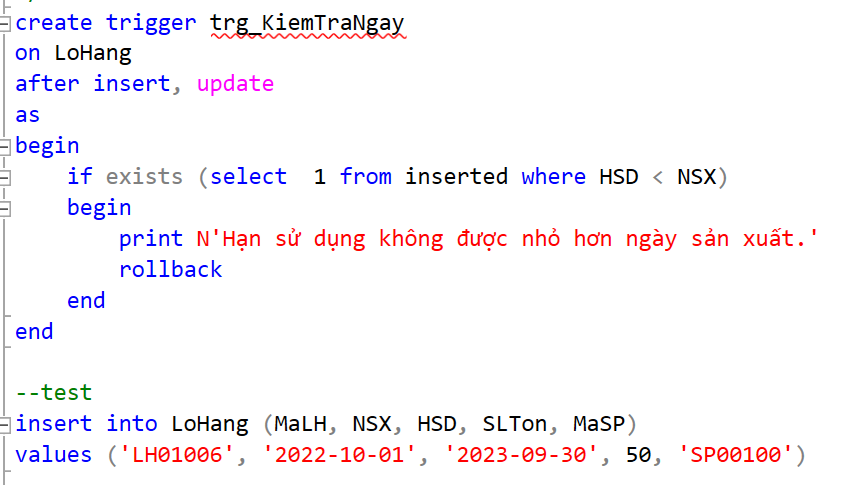 create trigger trg_KiemTraNgay
on LoHang
after insert, update
as
begin
if exists (select  1 from inserted where HSD < NSX)
begin
print N'Hạn sử dụng không được nhỏ hơn ngày sản xuất.'
rollback
end
end
--test
insert into LoHang (MaLH, NSX, HSD, SLTon, MaSP)
values ('LH01006', '2022-10-01', '2023-09-30', 50, 'SP00100')